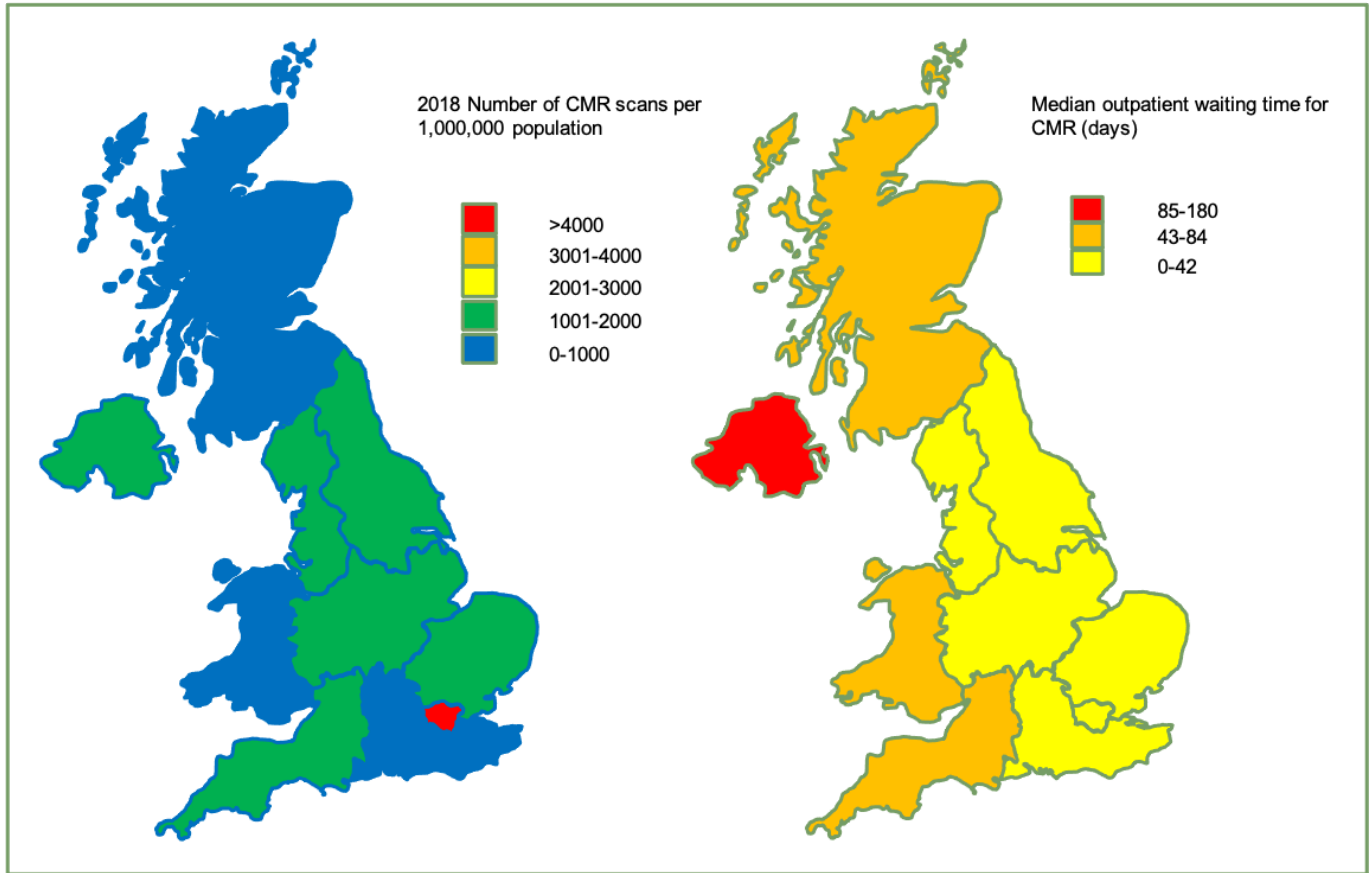 2018 Number of CMR scans per
1,000,000 population
>4000
3001-4000
2001-3000
1001-2000
0-1000
Median outpatient waiting time for
CMR (days)
85-180
43-84
0-42